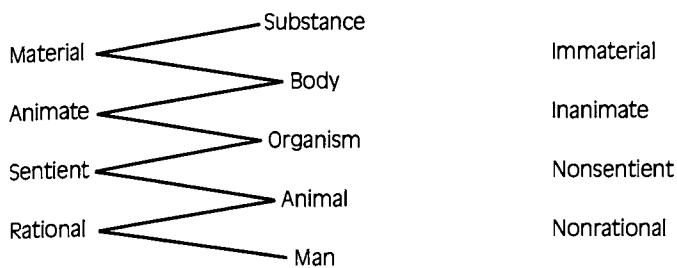 Substance
Material Immaterial
Body
Animate Inanimate
Organism
Sentient Nonsentient
Animal
Rational Nonrational
Man